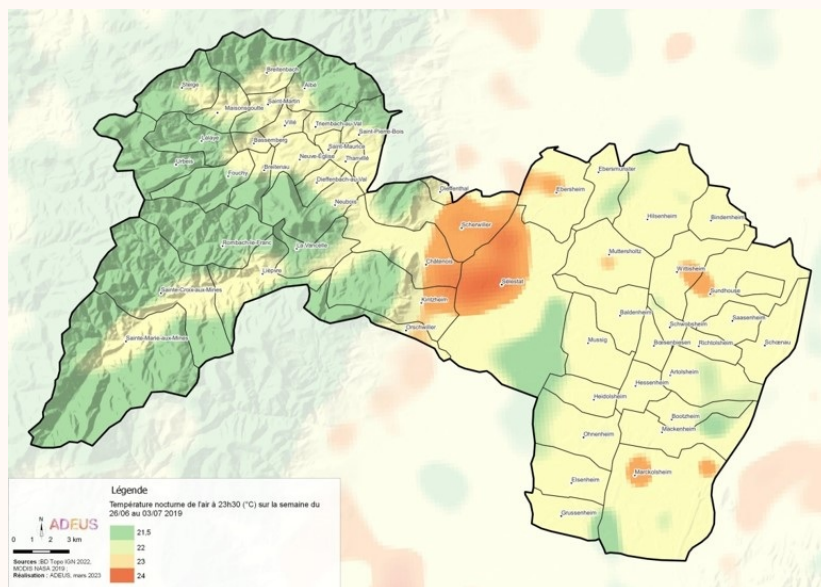 Breitenbach
Steige
Albé
Saint-Martin
Maisonsgoutte
Villé
Triembach-au-Val
Saint-Pierre-Bois
Lalaye
Bassemberg
Saint-Maurice
Neuve-Eglise
Thanvillé
Urbeis
Fouchy
Breitenau
Dieffenbach-au-Val
Neubois
Dieffenthal
Scherwiller
Ebersheim
Ebersmunster
Hilsenheim
Bindernheim
Rombach-le-Franc
La Vancelle
Lièpvre
Châtenois
Muttersholtz
Wittisheim
Sundhouse
Sainte-Croix-aux-Mines
Kintzheim
Sélestat
Baldenheim
Saasenheim
Orschwiller
Schwobsheim
Sainte-Marie-aux-Mines
Mussig
Boesenbiesen
Richtolsheim
Schœnau
Artolsheim
Hessenheim
Heidolsheim
Bootzheim
Mackenheim
Ohnenheim
Marckolsheim
Elsenheim
Grussenheim
Légende
Température nocturne de l'air à 23h30 (°C) sur la semaine du
26/06 au 03/07 2019
21,5
22
23
24
N
ADEUS
0 1 2 3 km
Sources : BD Topo IGN 2022,
MODIS NASA 2019 ;
Réalisation : ADEUS, mars 2023